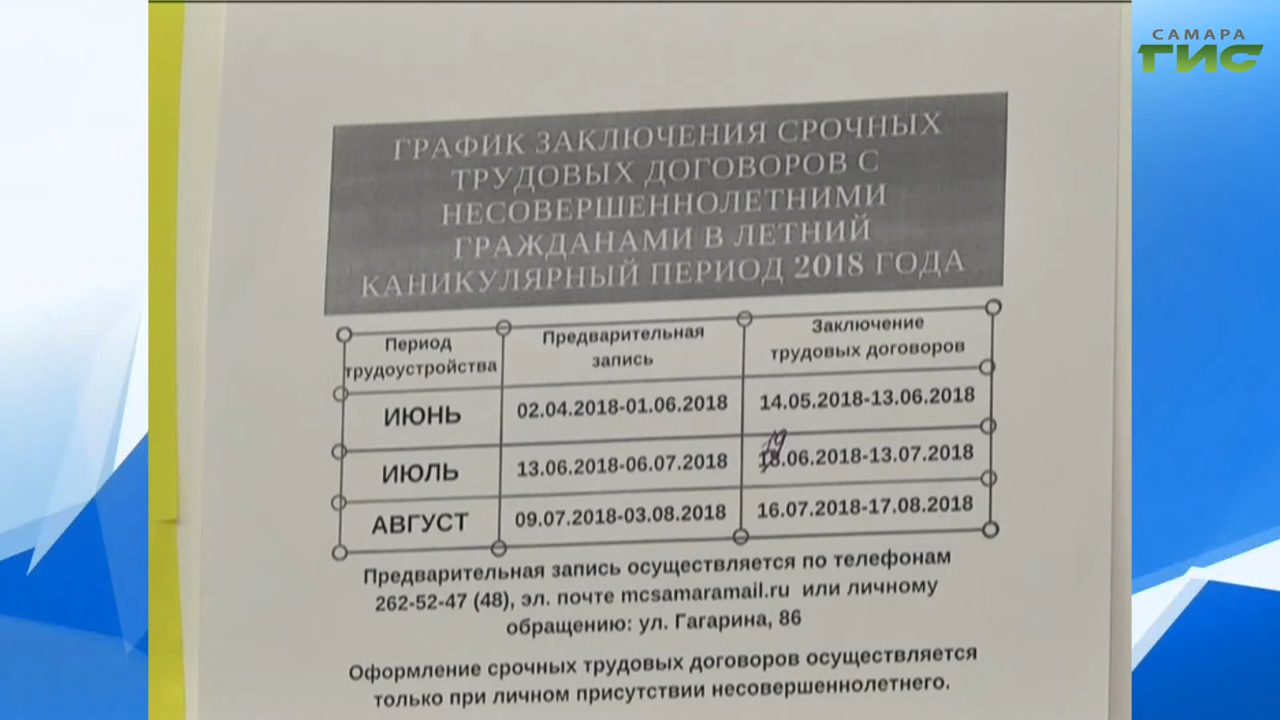 САМАРА
ГИС
ГРАФИК ЗАКЛЮЧЕНИЯ СРОЧНЫХ
ТРУДОВЫХ ДОГОВОРОВ С
НЕСОВЕРШЕННОЛЕТНИМИ
ГРАЖДАНАМИ В ЛЕТНИЙ
КАНИКУЛЯРНЫЙ ПЕРИОД 2018 ГОДА
Период
трудоустройства
Предварительная
запись
Заключение
трудовых договоров
ИЮНЬ 02.04.2018-01.06.2018 14.05.2018-13.06.2018
19
ИЮЛЬ 13.06.2018-06.07.2018 18.06.2018-13.07.2018
АВГУСТ 09.07.2018-03.08.2018 16.07.2018-17.08.2018
Предварительная запись осуществляется по телефонам
262-52-47 (48), эл. почте mcsamaramail.ru или личному
обращению: ул. Гагарина, 86
Оформление срочных трудовых договоров осуществляется
только при личном присутствии несовершеннолетнего.